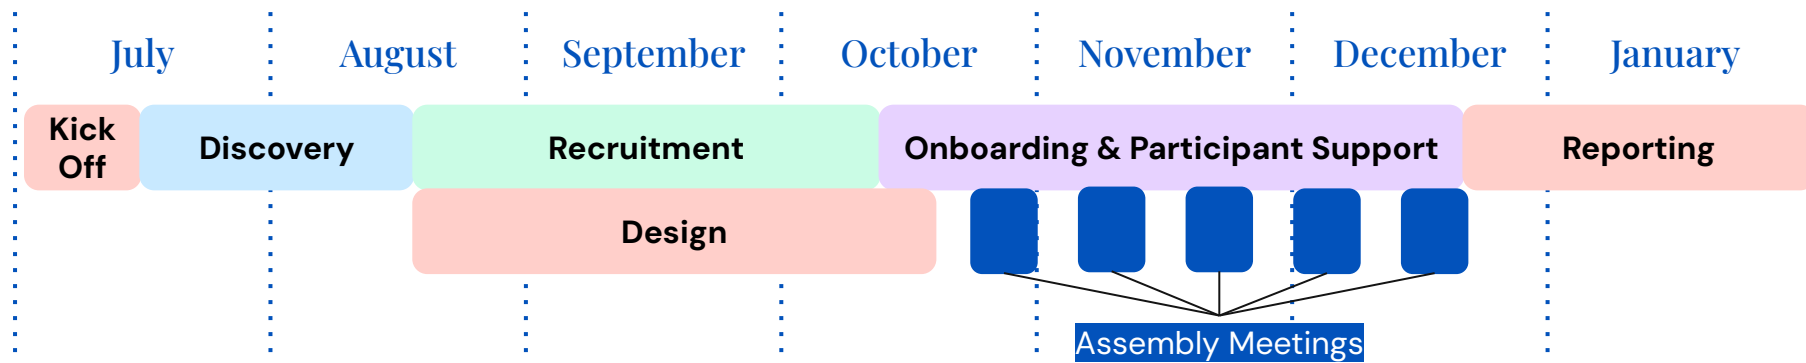 July August September October November December January
Kick
Off
Discovery Recruitment Onboarding & Participant Support Reporting
Design
Assembly Meetings